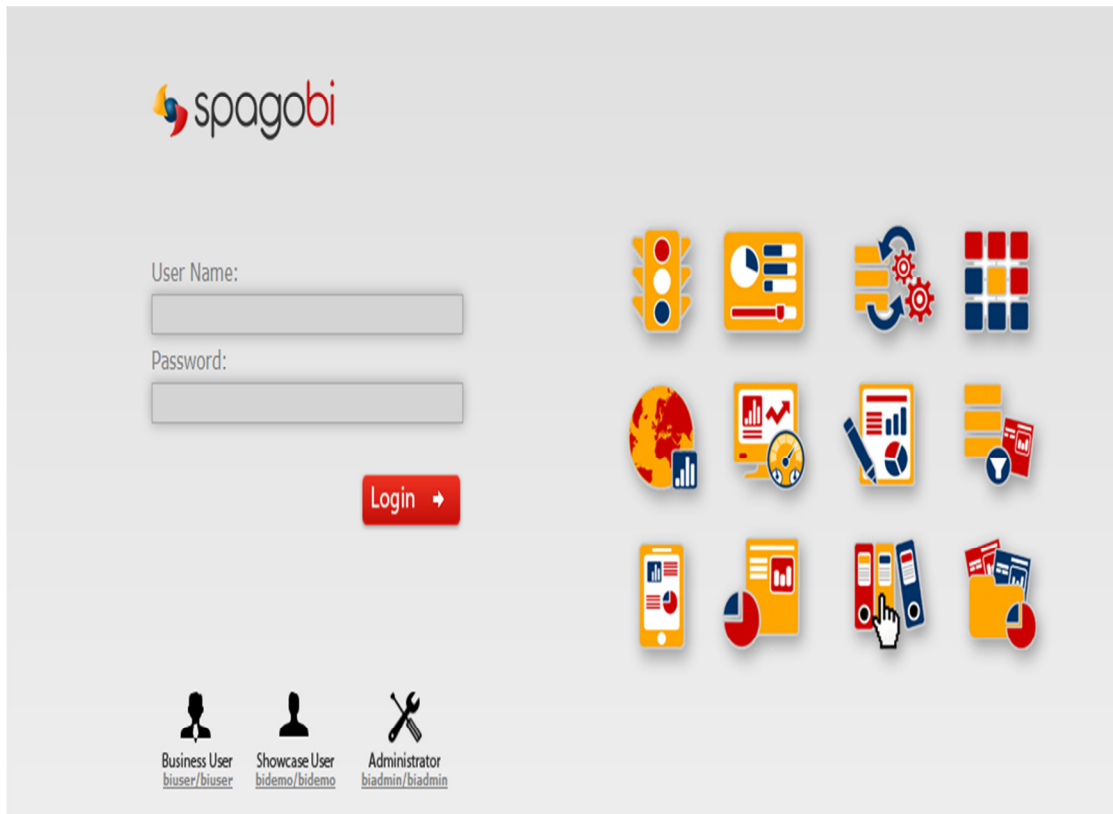 spagobi
User Name:
Password:
Login
Business User
biuser/biuser
Showcase User
bidemo/bidemo
Administrator
biadmin/biadmin